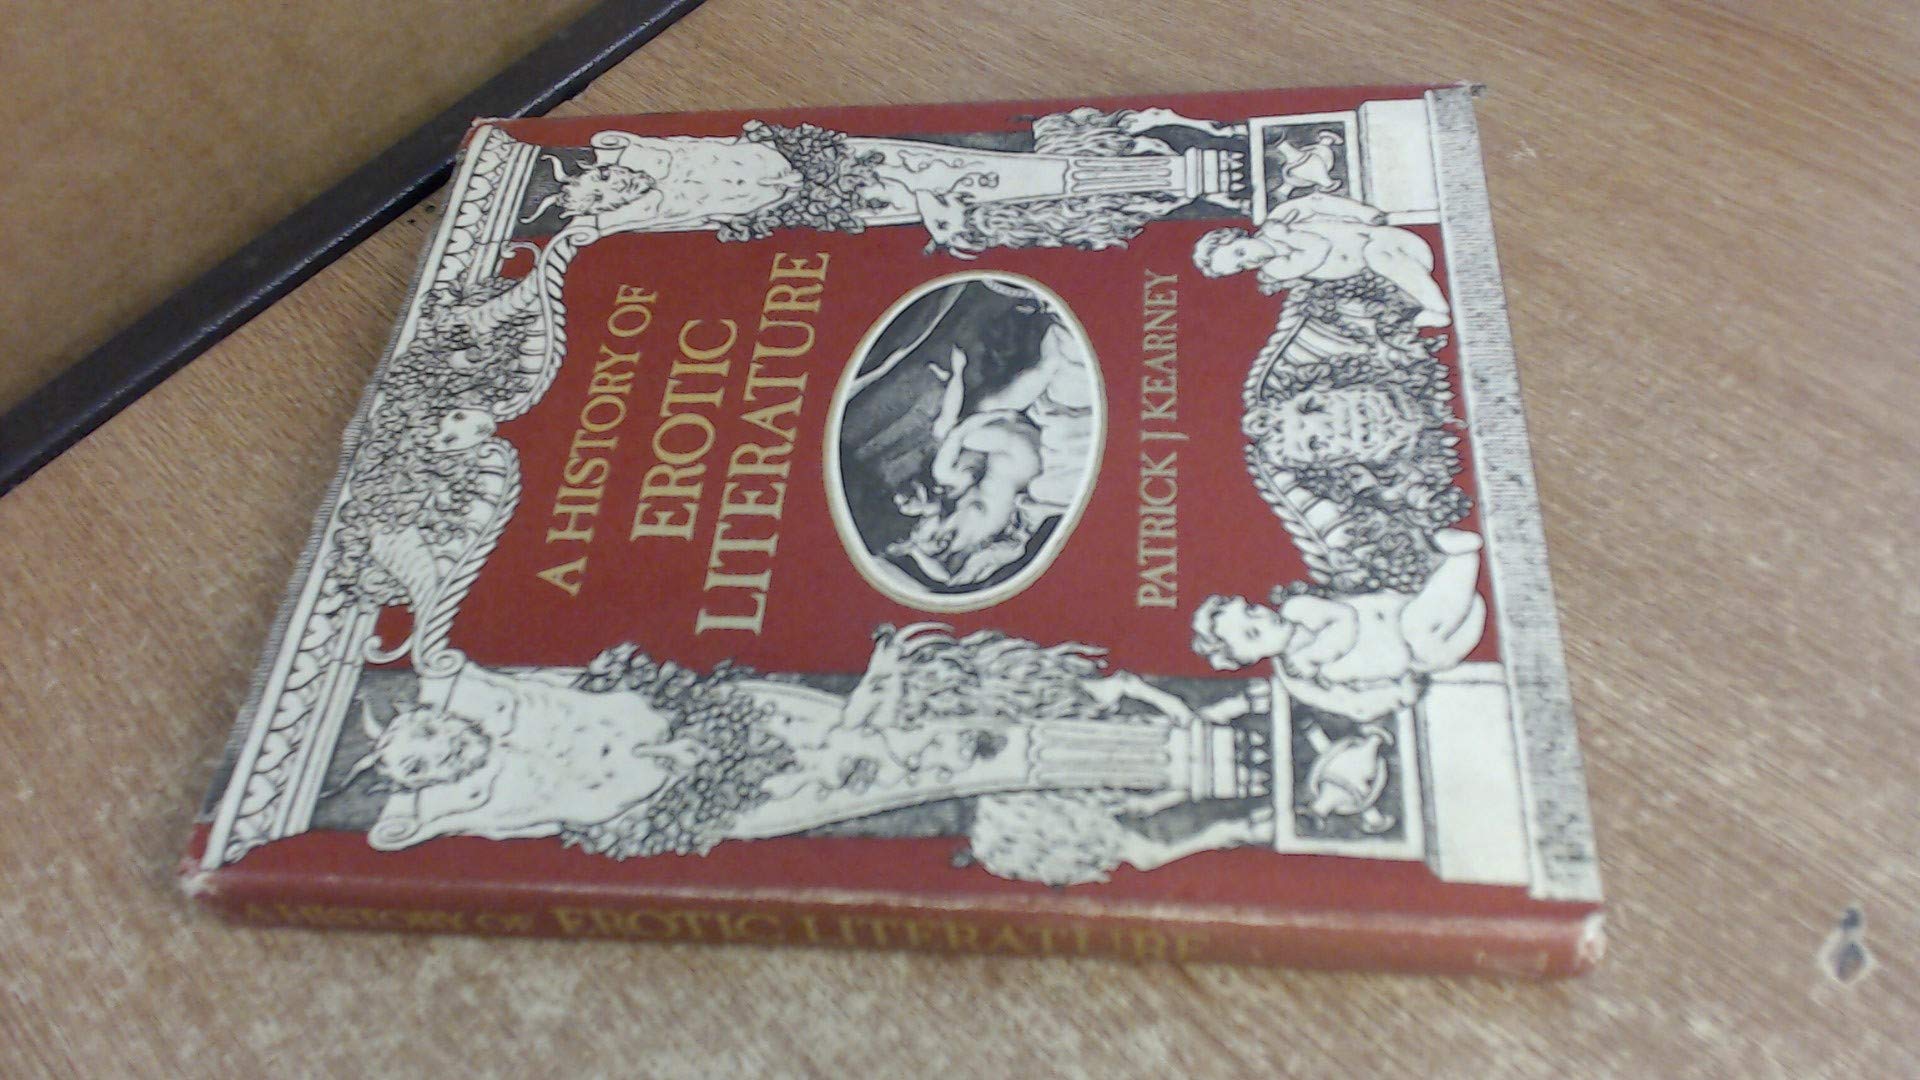 A HISTORY OF
EROTIC
LITERATURE
PATRICK J KEARNEY
A HISTORY OF EROTIC LITERATURE